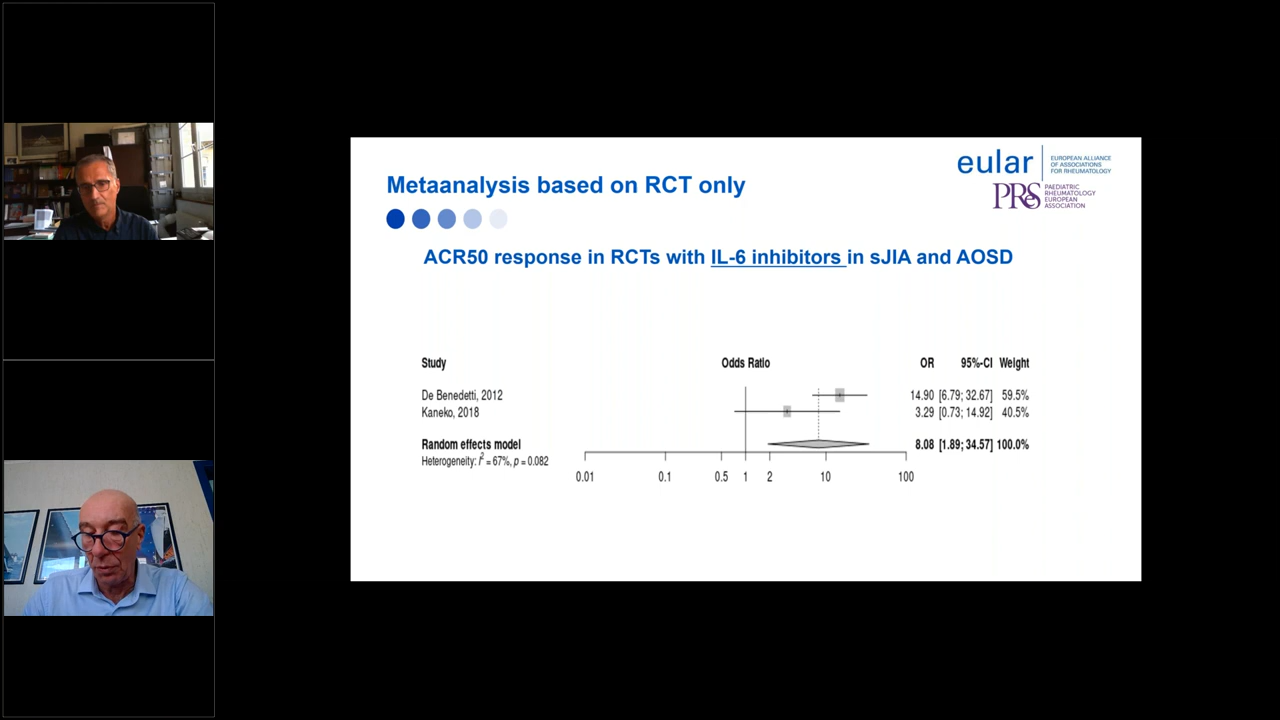 eular
EUROPEAN ALLIANCE
OF ASSOCIATIONS
FOR RHEUMATOLOGY
PReS
PAEDIATRIC
RHEUMATOLOGY
EUROPEAN
ASSOCIATION
Metaanalysis based on RCT only
ACR50 response in RCTs with IL-6 inhibitors in sJIA and AOSD
Study Odds Ratio OR 95%-CI Weight
De Benedetti, 2012 14.90 [6.79; 32.67] 59.5%
Kaneko, 2018 3.29 [0.73; 14.92] 40.5%
Random effects model 8.08 [1.89; 34.57] 100.0%
Heterogeneity: I² = 67%, p = 0.082
0.01 0.1 0.5 1 2 10 100